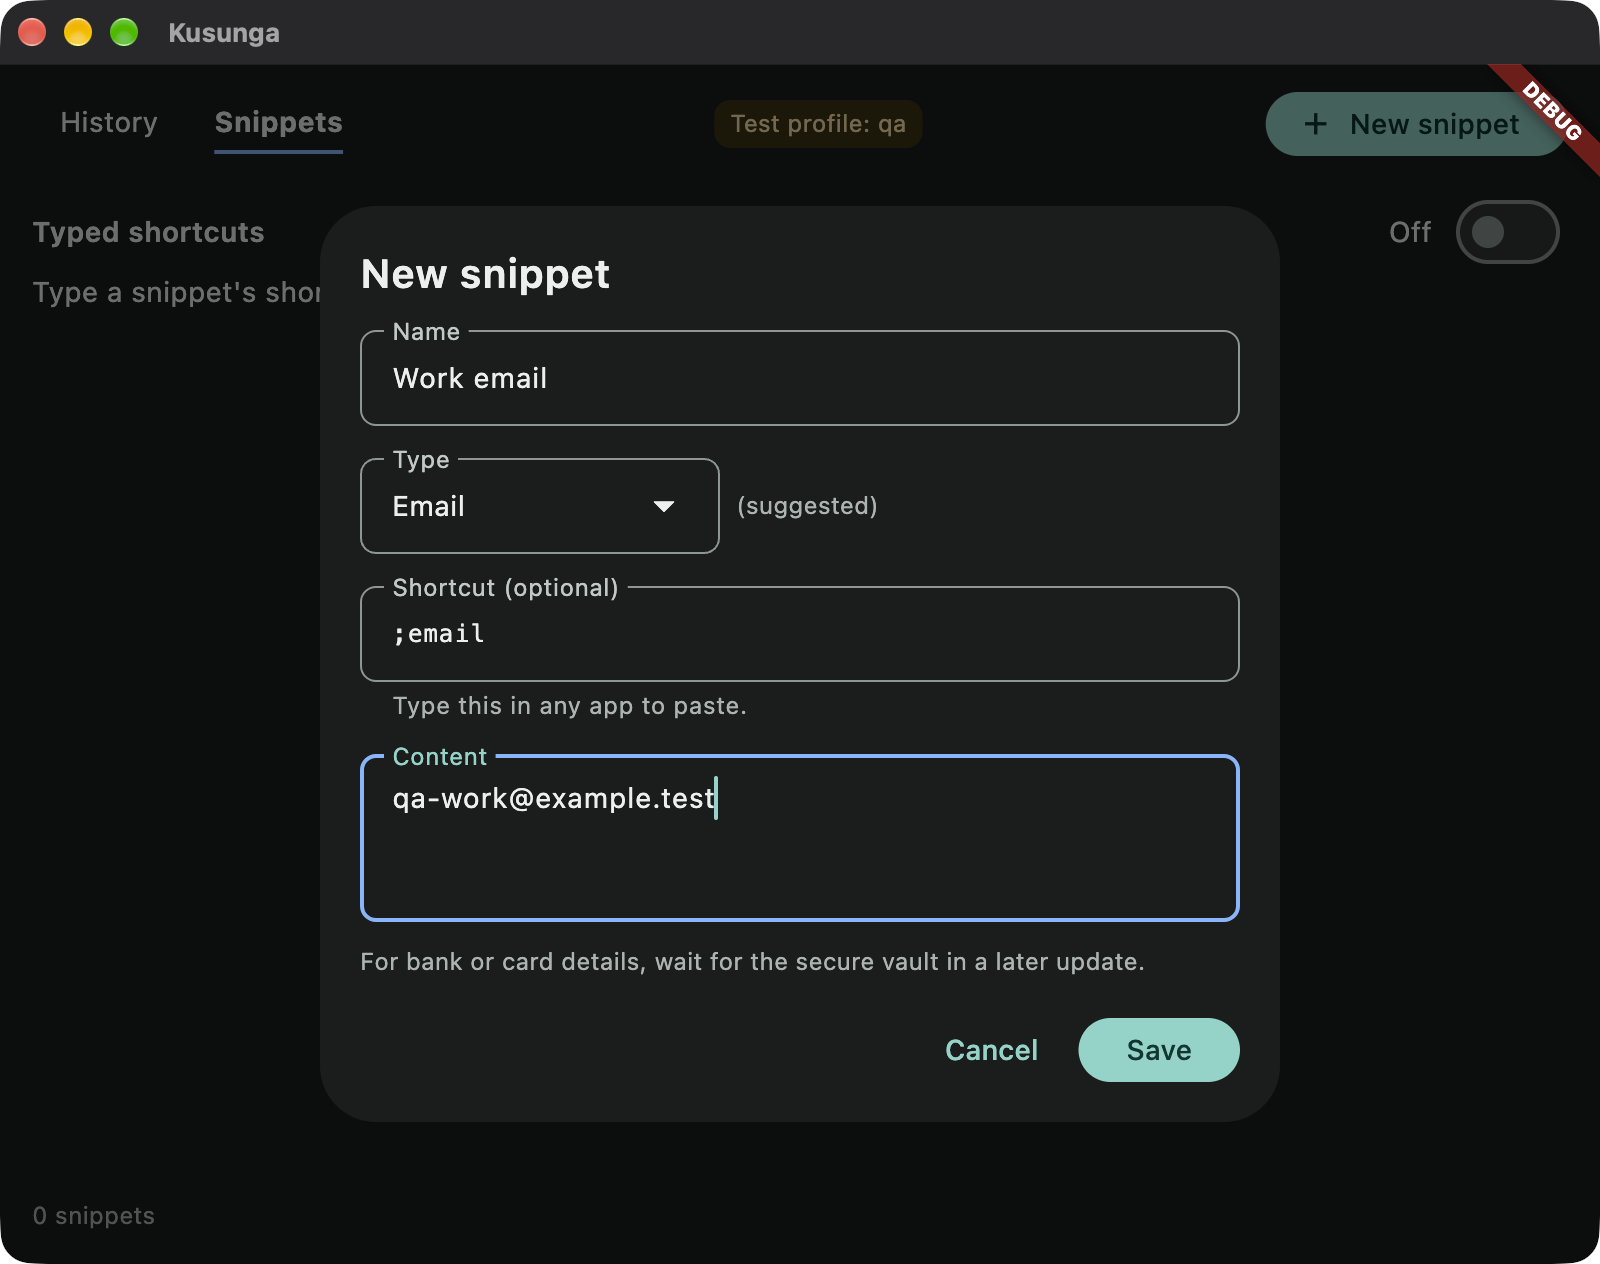 Kusunga
History
Snippets
Test profile: qa
+ New snippet
DEBUG
Typed shortcuts
Off
Type a snippet's shor
New snippet
Name
Work email
Type
Email
(suggested)
Shortcut (optional)
;email
Type this in any app to paste.
Content
qa-work@example.test
For bank or card details, wait for the secure vault in a later update.
Cancel
Save
0 snippets